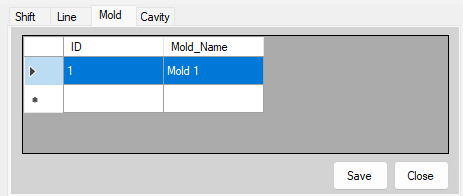 Shift Line Mold Cavity
ID Mold_Name
1 Mold 1
*
Save Close